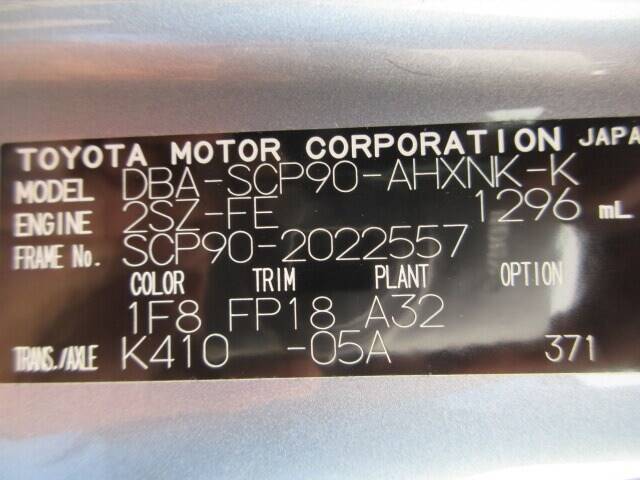 TOYOTA MOTOR CORPORATION JAPA
MODEL DBA-SCP90-AHXNK-K
ENGINE 2SZ-FE 1296 mL
FRAME No. SCP90-2022557
COLOR TRIM PLANT OPTION
1F8 FP18 A32
TRANS./AXLE K410 -05A 371